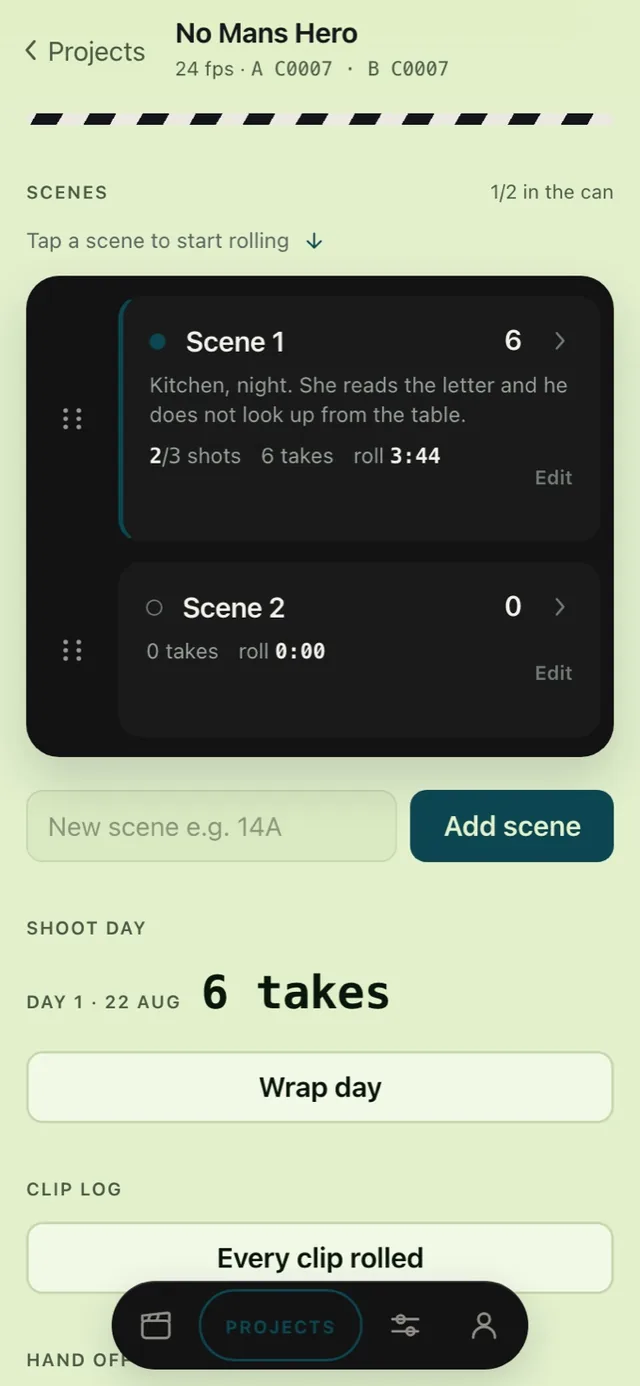 Projects
No Mans Hero
24 fps · A C0007 · B C0007
SCENES
1/2 in the can
Tap a scene to start rolling ↓
Scene 1
6
Kitchen, night. She reads the letter and he
does not look up from the table.
2/3 shots 6 takes roll 3:44
Edit
Scene 2
0
0 takes roll 0:00
Edit
New scene e.g. 14A
Add scene
SHOOT DAY
DAY 1 · 22 AUG 6 takes
Wrap day
CLIP LOG
Every clip rolled
PROJECTS
HAND OFF